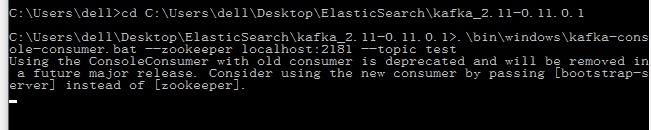 C:\Users\dell>cd C:\Users\dell\Desktop\ElasticSearch\kafka_2.11-0.11.0.1
C:\Users\dell\Desktop\ElasticSearch\kafka_2.11-0.11.0.1>.\bin\windows\kafka-cons
ole-consumer.bat --zookeeper localhost:2181 --topic test
Using the ConsoleConsumer with old consumer is deprecated and will be removed in
 a future major release. Consider using the new consumer by passing [bootstrap-s
erver] instead of [zookeeper].